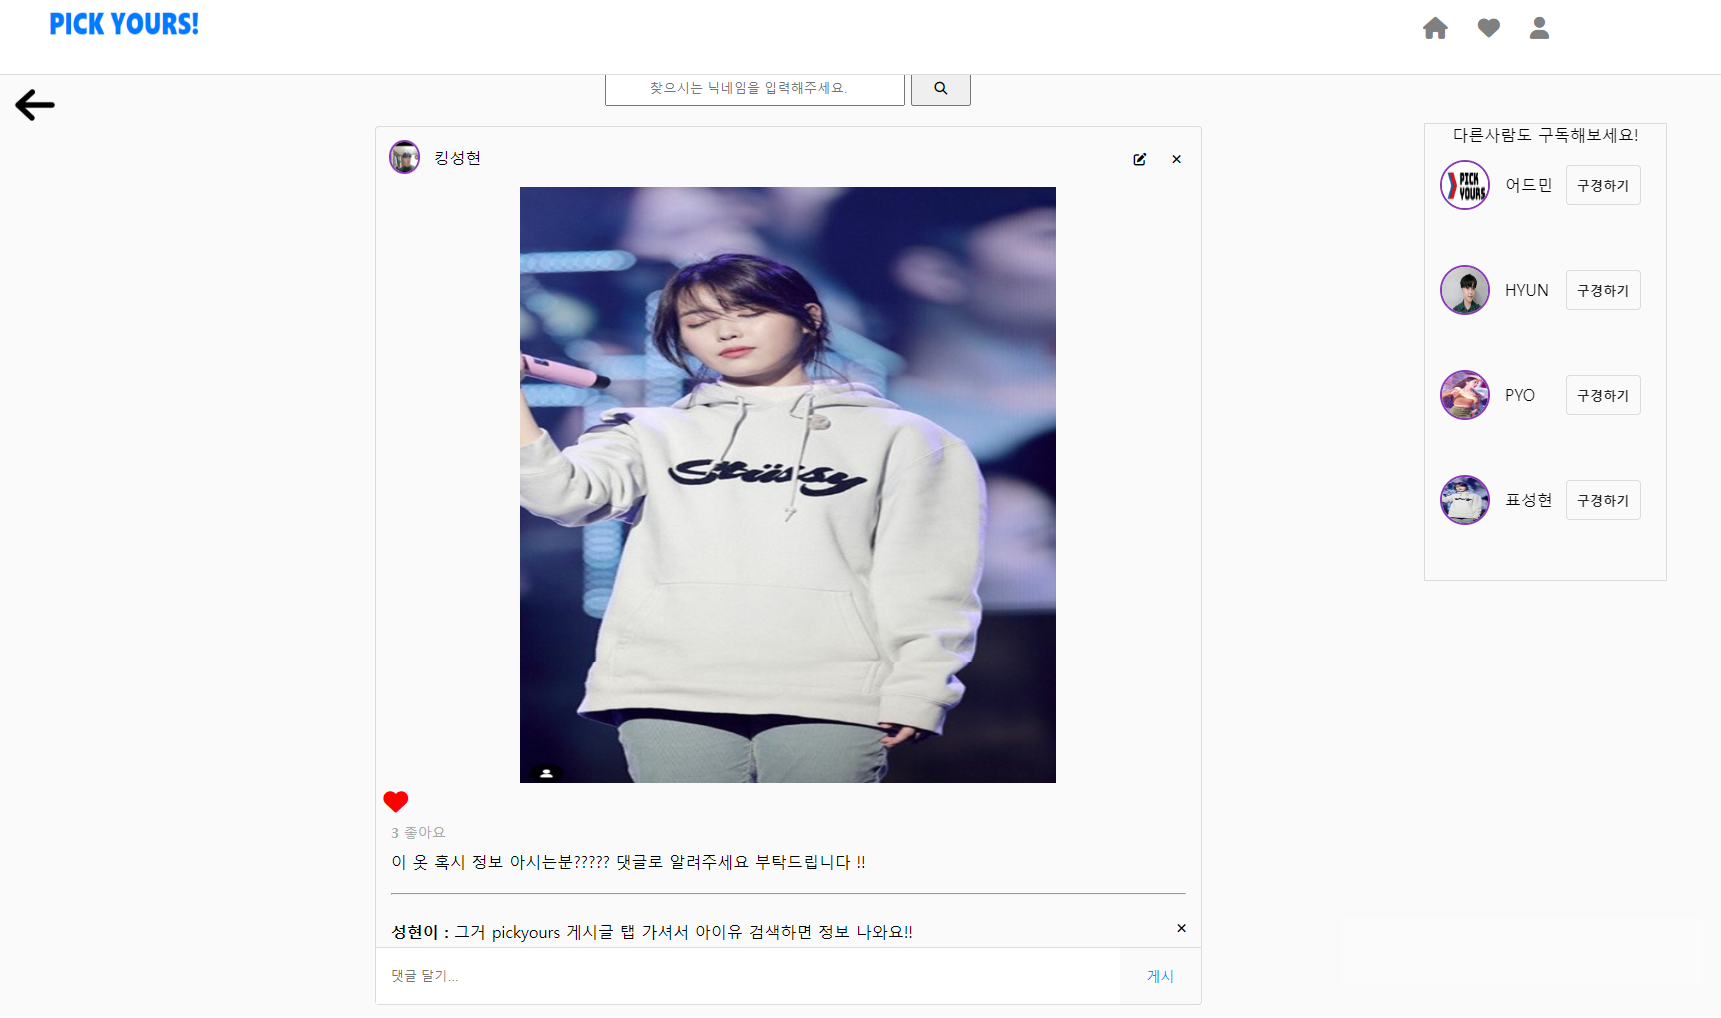 PICK YOURS!
찾으시는 닉네임을 입력해주세요.
킹성현
Stüssy
3 좋아요
이 옷 혹시 정보 아시는분????? 댓글로 알려주세요 부탁드립니다 !!
성현이 : 그거 pickyours 게시글 탭 가셔서 아이유 검색하면 정보 나와요!!
댓글 달기...
게시
다른사람도 구독해보세요!
PICK
YOURS
어드민
구경하기
HYUN
구경하기
PYO
구경하기
표성현
구경하기